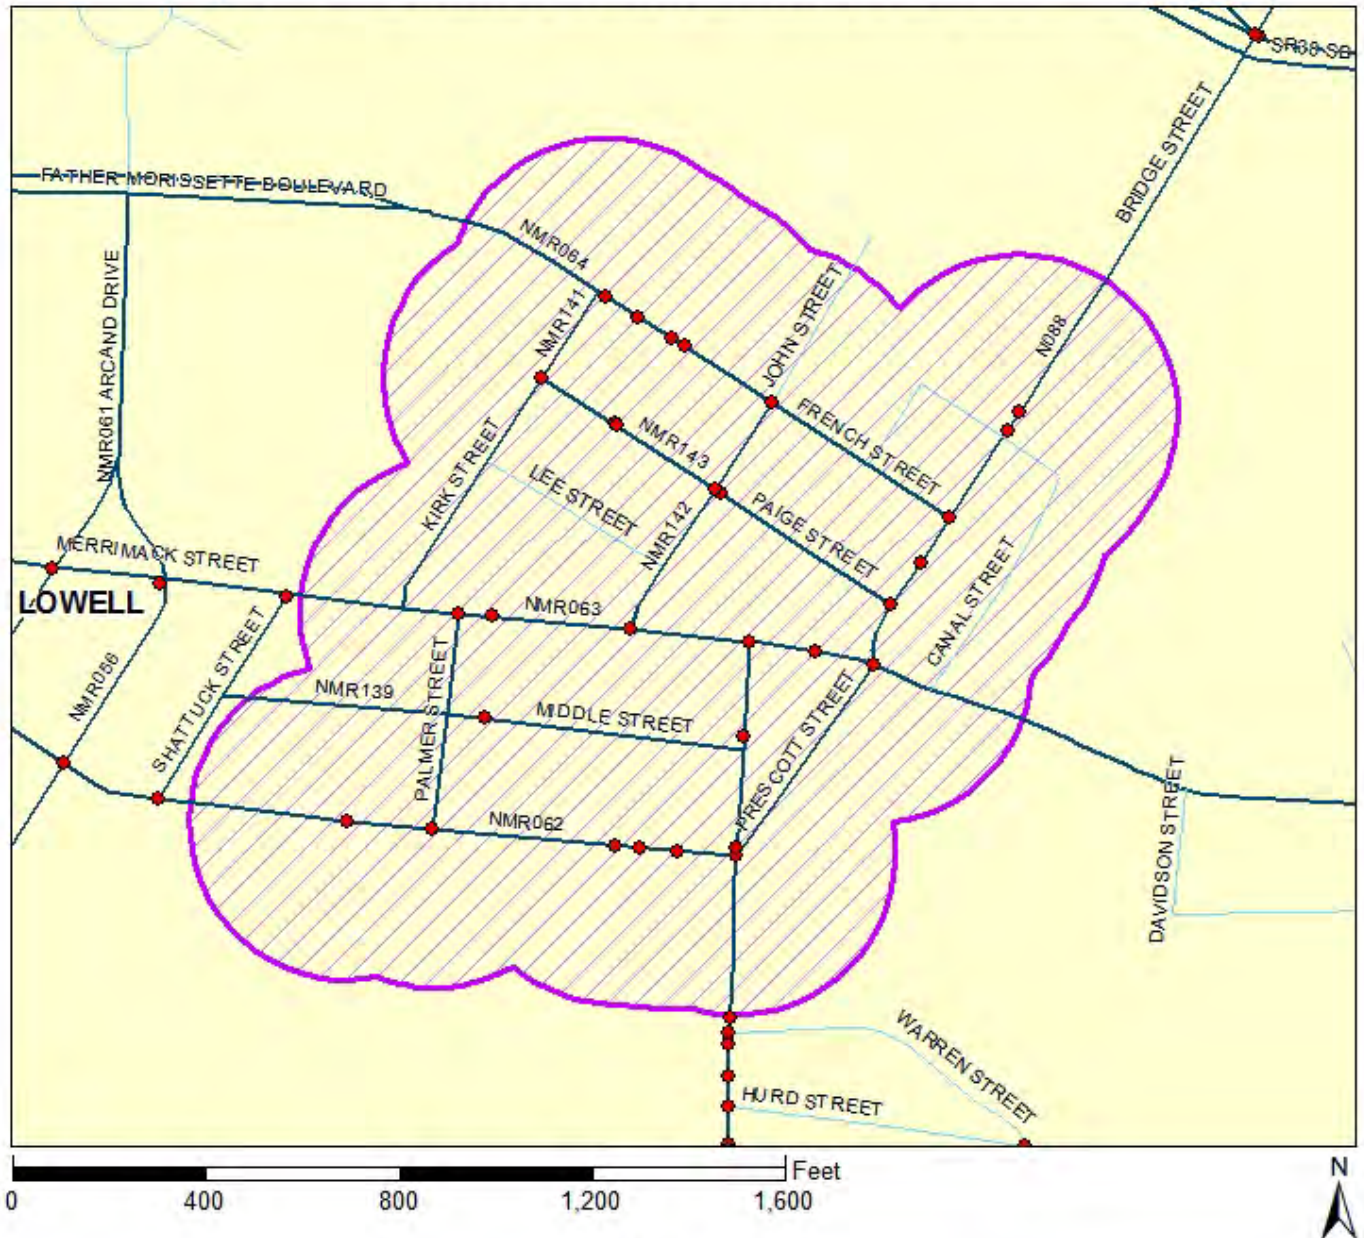 SR38 SB
BRIDGE STREET
FATHER MORISSETTE BOULEVARD
NMR064
NMR061 ARCAND DRIVE
NMR141
JOHN STREET
N088
FRENCH STREET
KIRK STREET
NMR143
LEE STREET
PAIGE STREET
NMR142
MERRIMACK STREET
LOWELL
NMR063
CANAL STREET
NMR056
SHATTUCK STREET
PALMER STREET
NMR139
MIDDLE STREET
PRESCOTT STREET
NMR062
DAVIDSON STREET
WARREN STREET
HURD STREET
Feet
0 400 800 1,200 1,600
N